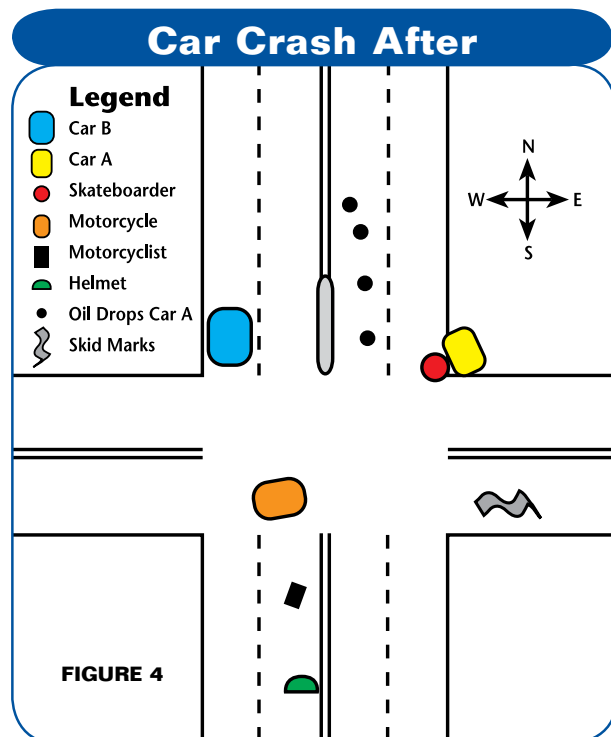 Car Crash After
Legend
Car B
Car A
Skateboarder
Motorcycle
Motorcyclist
Helmet
Oil Drops Car A
Skid Marks
N
W E
S
FIGURE 4